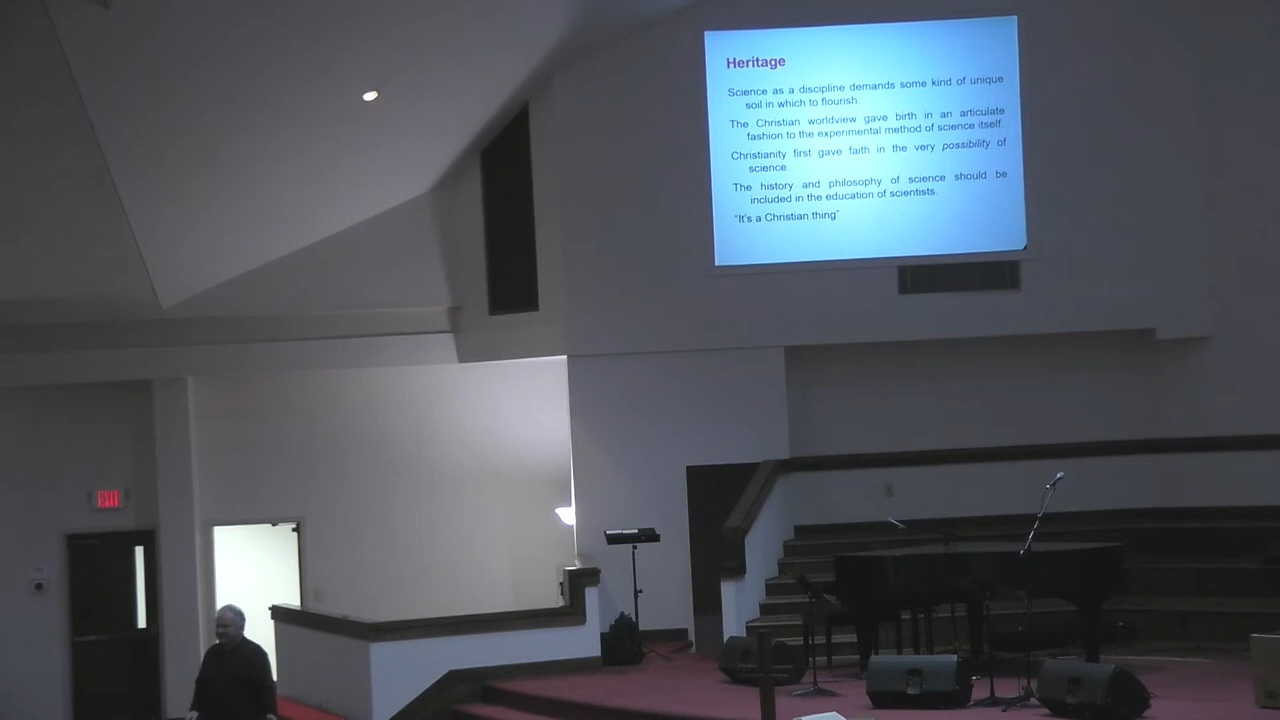 Heritage
Science as a discipline demands some kind of unique
soil in which to flourish.
The Christian worldview gave birth in an articulate
fashion to the experimental method of science itself.
Christianity first gave faith in the very possibility of
science.
The history and philosophy of science should be
included in the education of scientists.
"It's a Christian thing"
EXIT